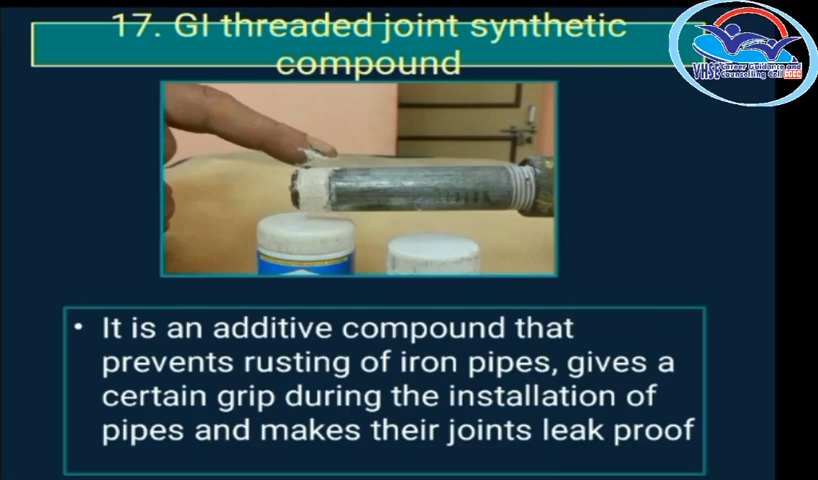 17. GI threaded joint synthetic
compound
VHSE Career Guidance and
Counselling Cell CGCC
• It is an additive compound that
prevents rusting of iron pipes, gives a
certain grip during the installation of
pipes and makes their joints leak proof